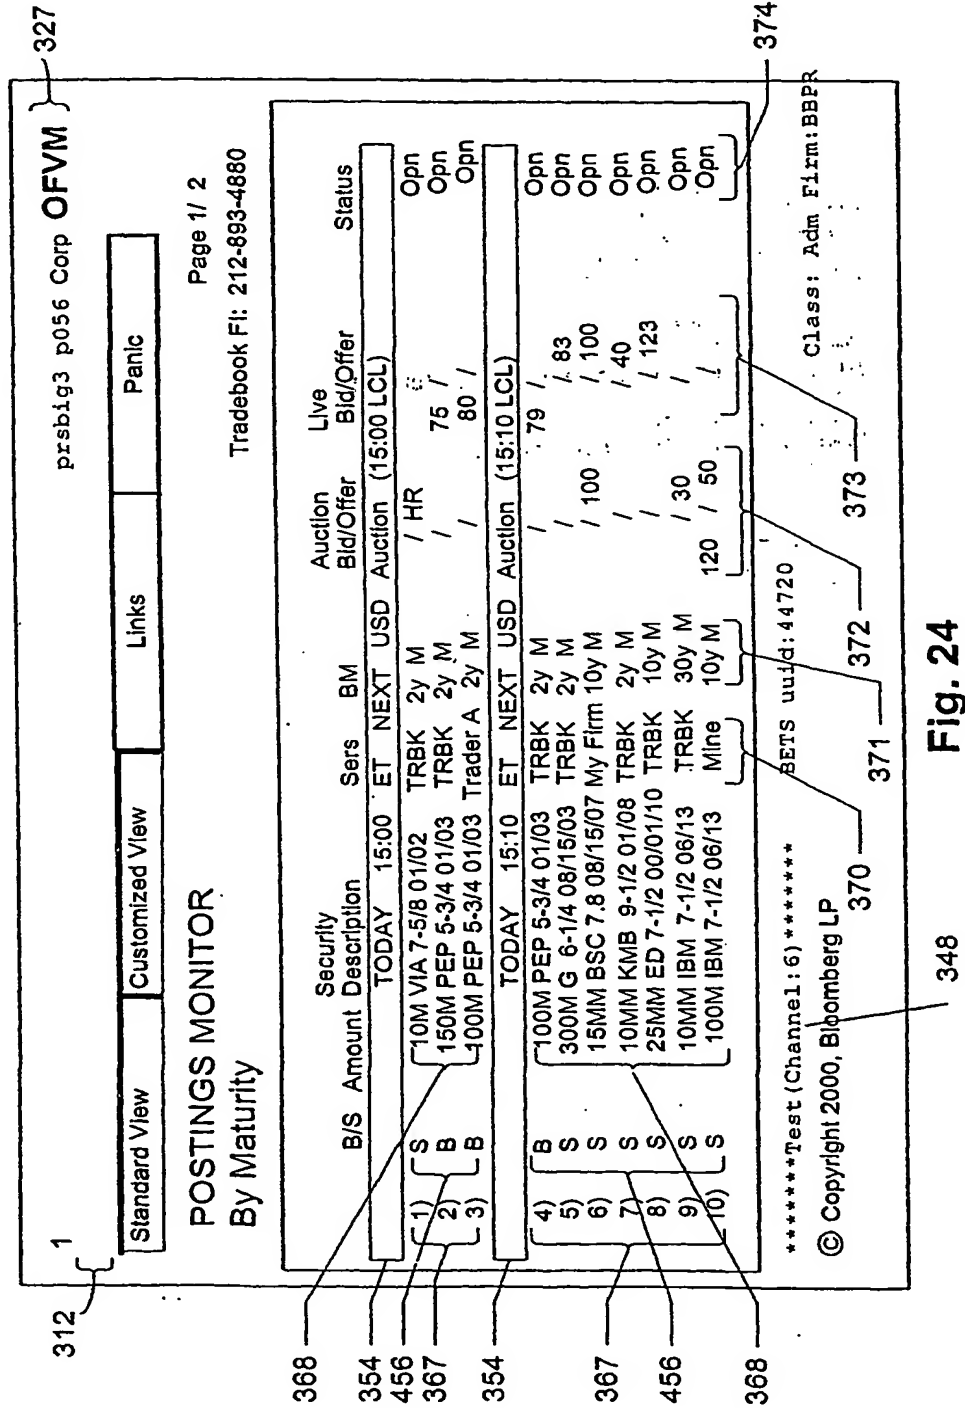 327
1
prsbig3 p056 Corp OFVM
312
Standard View Customized View Links Panic
POSTINGS MONITOR
By Maturity
Page 1/ 2
Tradebook FI: 212-893-4880
Security Auction Live
B/S Amount Description Sers BM Bid/Offer Bid/Offer Status
TODAY 15:00 ET NEXT USD Auction (15:00 LCL)
1) S 10M VIA 7-5/8 01/02 TRBK 2y M / HR / Opn
2) B 150M PEP 5-3/4 01/03 TRBK 2y M / 75 / Opn
3) B 100M PEP 5-3/4 01/03 Trader A 2y M / 80 / Opn
TODAY 15:10 ET NEXT USD Auction (15:10 LCL)
4) B 100M PEP 5-3/4 01/03 TRBK 2y M / 79 / Opn
5) S 300M G 6-1/4 08/15/03 TRBK 2y M / / 83 Opn
6) S 15MM BSC 7.8 08/15/07 My Firm 10y M / 100 / 100 Opn
7) S 10MM KMB 9-1/2 01/08 TRBK 2y M / / 40 Opn
8) S 25MM ED 7-1/2 00/01/10 TRBK 10y M / / 123 Opn
9) S 10MM IBM 7-1/2 06/13 TRBK 30y M / 30 / Opn
10) S 100M IBM 7-1/2 06/13 Mine 10y M 120 / 50 / Opn
*******Test(Channel:6)******* BETS uuid:44720 Class: Adm Firm:BBPR
© Copyright 2000, Bloomberg LP
368
354
456
367
354
367
456
368
348
370
371
372
373
374
Fig. 24